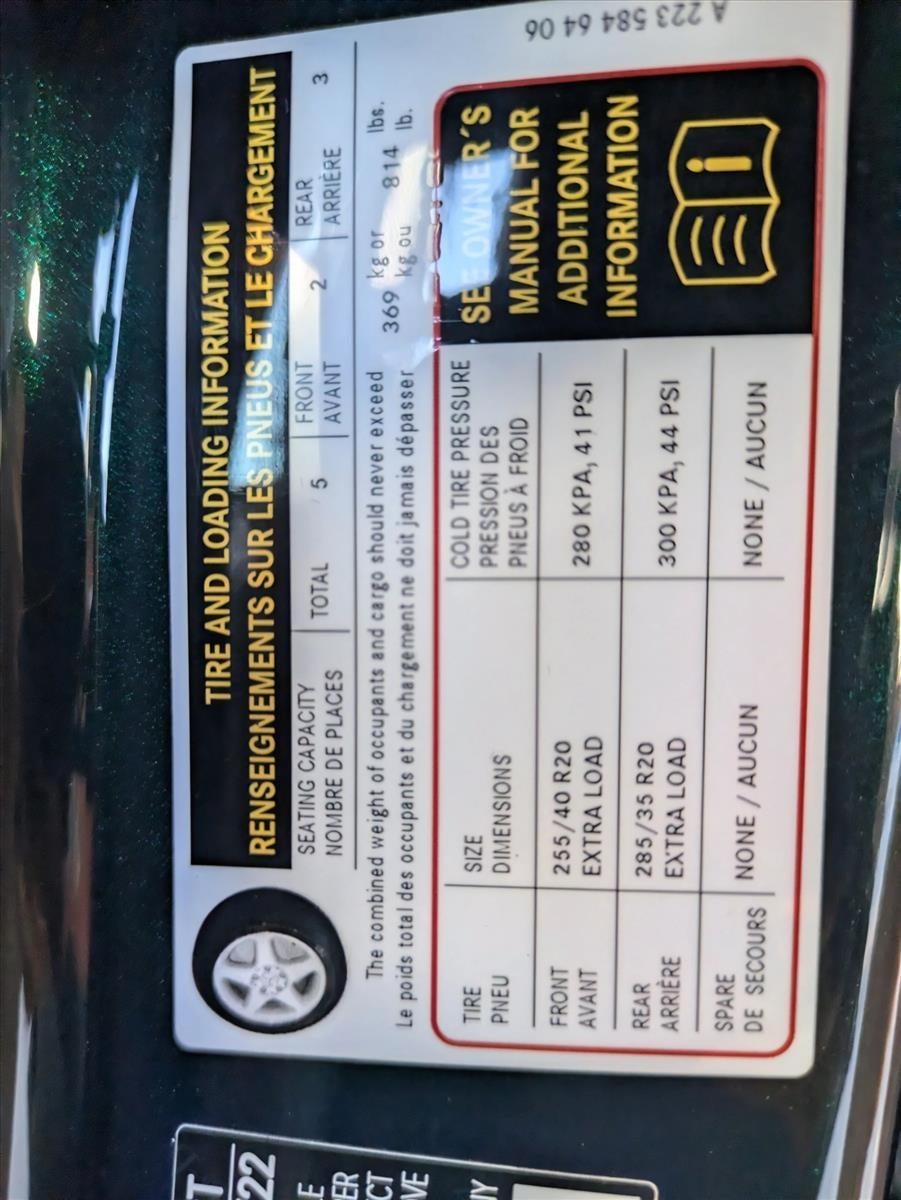 TIRE AND LOADING INFORMATION
RENSEIGNEMENTS SUR LES PNEUS ET LE CHARGEMENT
SEATING CAPACITY
NOMBRE DE PLACES
TOTAL 5
FRONT
AVANT
2
REAR
ARRIÈRE
3
The combined weight of occupants and cargo should never exceed 369 kg or 814 lbs.
Le poids total des occupants et du chargement ne doit jamais dépasser kg ou lb.
TIRE
PNEU
SIZE
DIMENSIONS
COLD TIRE PRESSURE
PRESSION DES
PNEUS À FROID
FRONT
AVANT
255/40 R20
EXTRA LOAD
280 KPA, 41 PSI
REAR
ARRIÈRE
285/35 R20
EXTRA LOAD
300 KPA, 44 PSI
SPARE
DE SECOURS
NONE / AUCUN
NONE / AUCUN
SEE OWNER'S
MANUAL FOR
ADDITIONAL
INFORMATION
i
A 223 584 64 06
T
22
E
ER
CT
VE